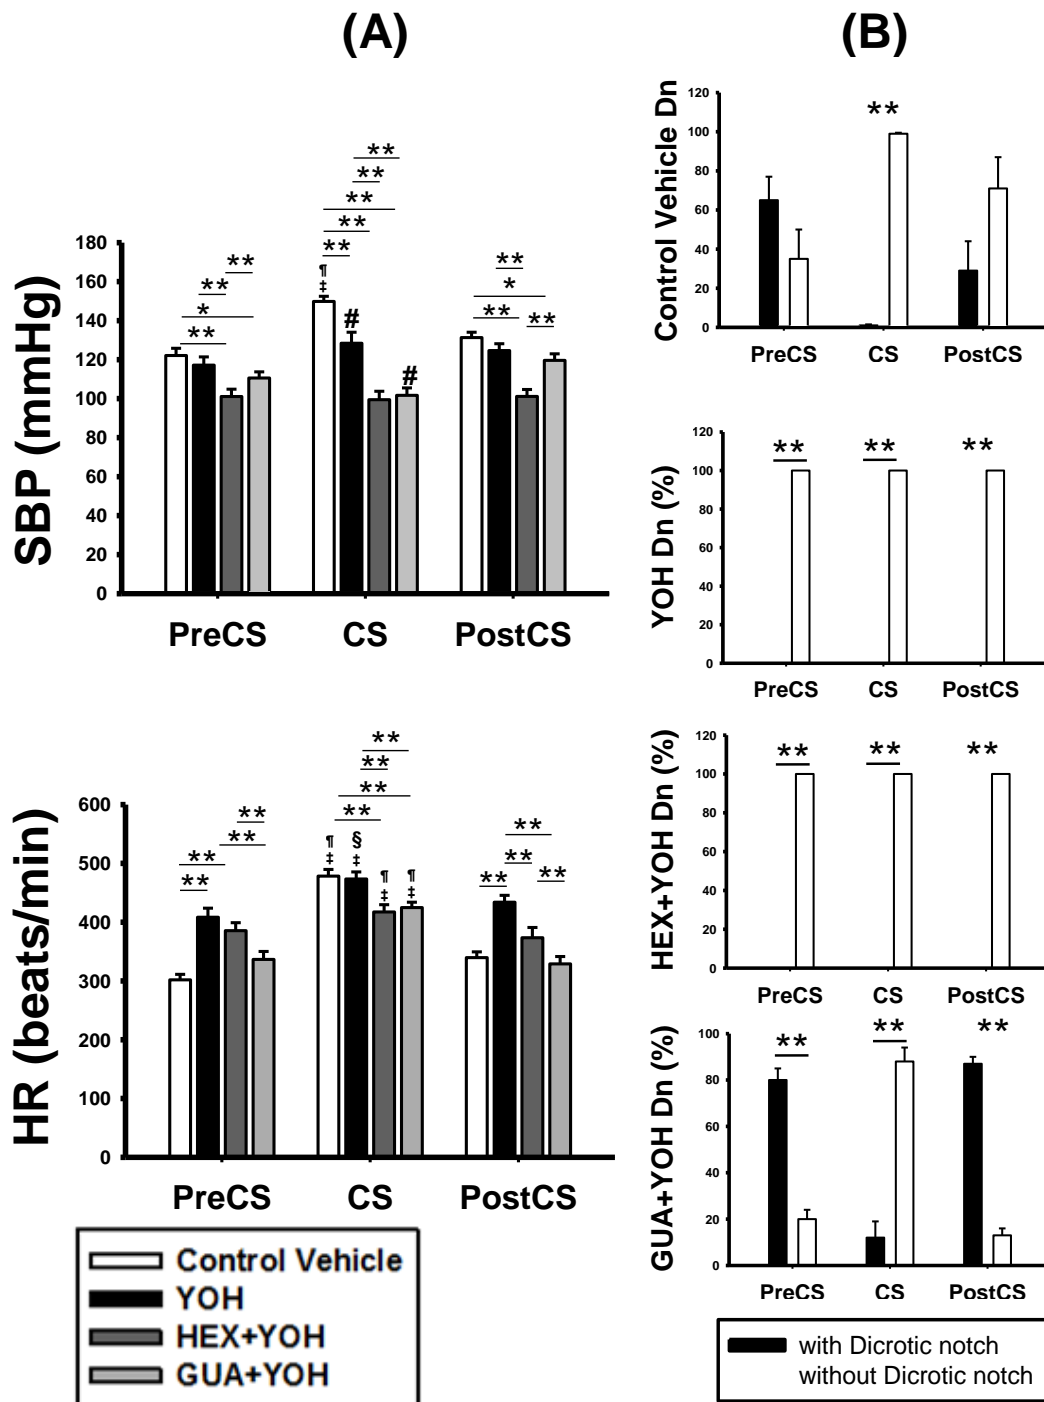 (A)
SBP (mmHg)
180
160
140
120
100
80
60
40
20
0
** ** ** ** **
** ** * **
¶
‡
#
#
** * ** **
PreCS CS PostCS
HR (beats/min)
600
500
400
300
200
100
0
** ** ** **
** ** ** **
¶
‡
§
‡
¶
‡
¶
‡
** ** ** **
PreCS CS PostCS
Control Vehicle
YOH
HEX+YOH
GUA+YOH
(B)
Control Vehicle Dn
120
100
80
60
40
20
0
**
PreCS CS PostCS
YOH Dn (%)
120
100
80
60
40
20
0
** ** **
PreCS CS PostCS
HEX+YOH Dn (%)
120
100
80
60
40
20
0
** ** **
PreCS CS PostCS
GUA+YOH Dn (%)
100
80
60
40
20
0
** ** **
PreCS CS PostCS
with Dicrotic notch
without Dicrotic notch